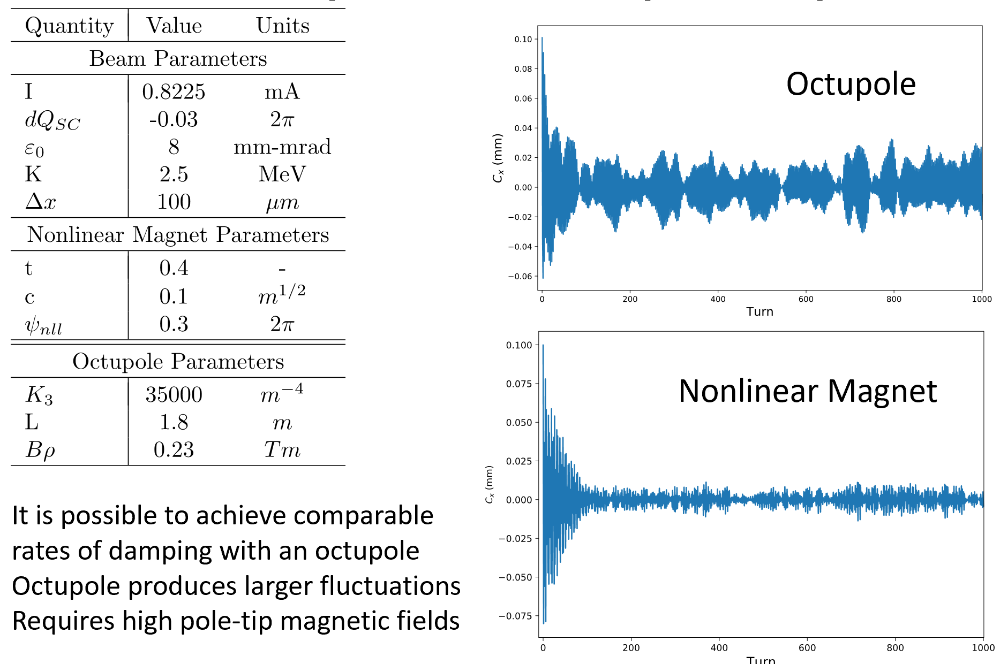 Quantity Value Units
Beam Parameters
I 0.8225 mA
dQ_{SC} -0.03 2π
ε₀ 8 mm-mrad
K 2.5 MeV
Δx 100 μm
Nonlinear Magnet Parameters
t 0.4 -
c 0.1 m^{1/2}
ψ_{nll} 0.3 2π
Octupole Parameters
K₃ 35000 m^{−4}
L 1.8 m
Bρ 0.23 Tm
It is possible to achieve comparable
rates of damping with an octupole
Octupole produces larger fluctuations
Requires high pole-tip magnetic fields
Octupole
C_x (mm)
0.10
0.08
0.06
0.04
0.02
0.00
−0.02
−0.04
−0.06
0 200 400 600 800 1000
Turn
Nonlinear Magnet
C_x (mm)
0.100
0.075
0.050
0.025
0.000
−0.025
−0.050
−0.075
0 200 400 600 800 1000
Turn